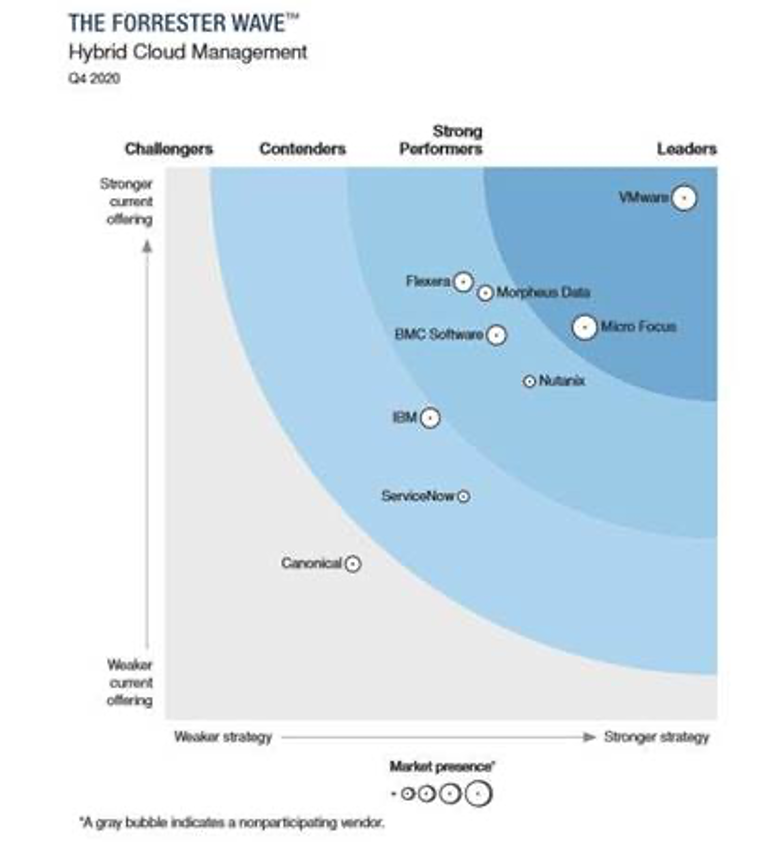 THE FORRESTER WAVE™
Hybrid Cloud Management
Q4 2020
Strong
Challengers Contenders Performers Leaders
Stronger
current
offering
VMware
Flexera
Morpheus Data
Micro Focus
BMC Software
Nutanix
IBM
ServiceNow
Canonical
Weaker
current
offering
Weaker strategy Stronger strategy
Market presence*
*A gray bubble indicates a nonparticipating vendor.